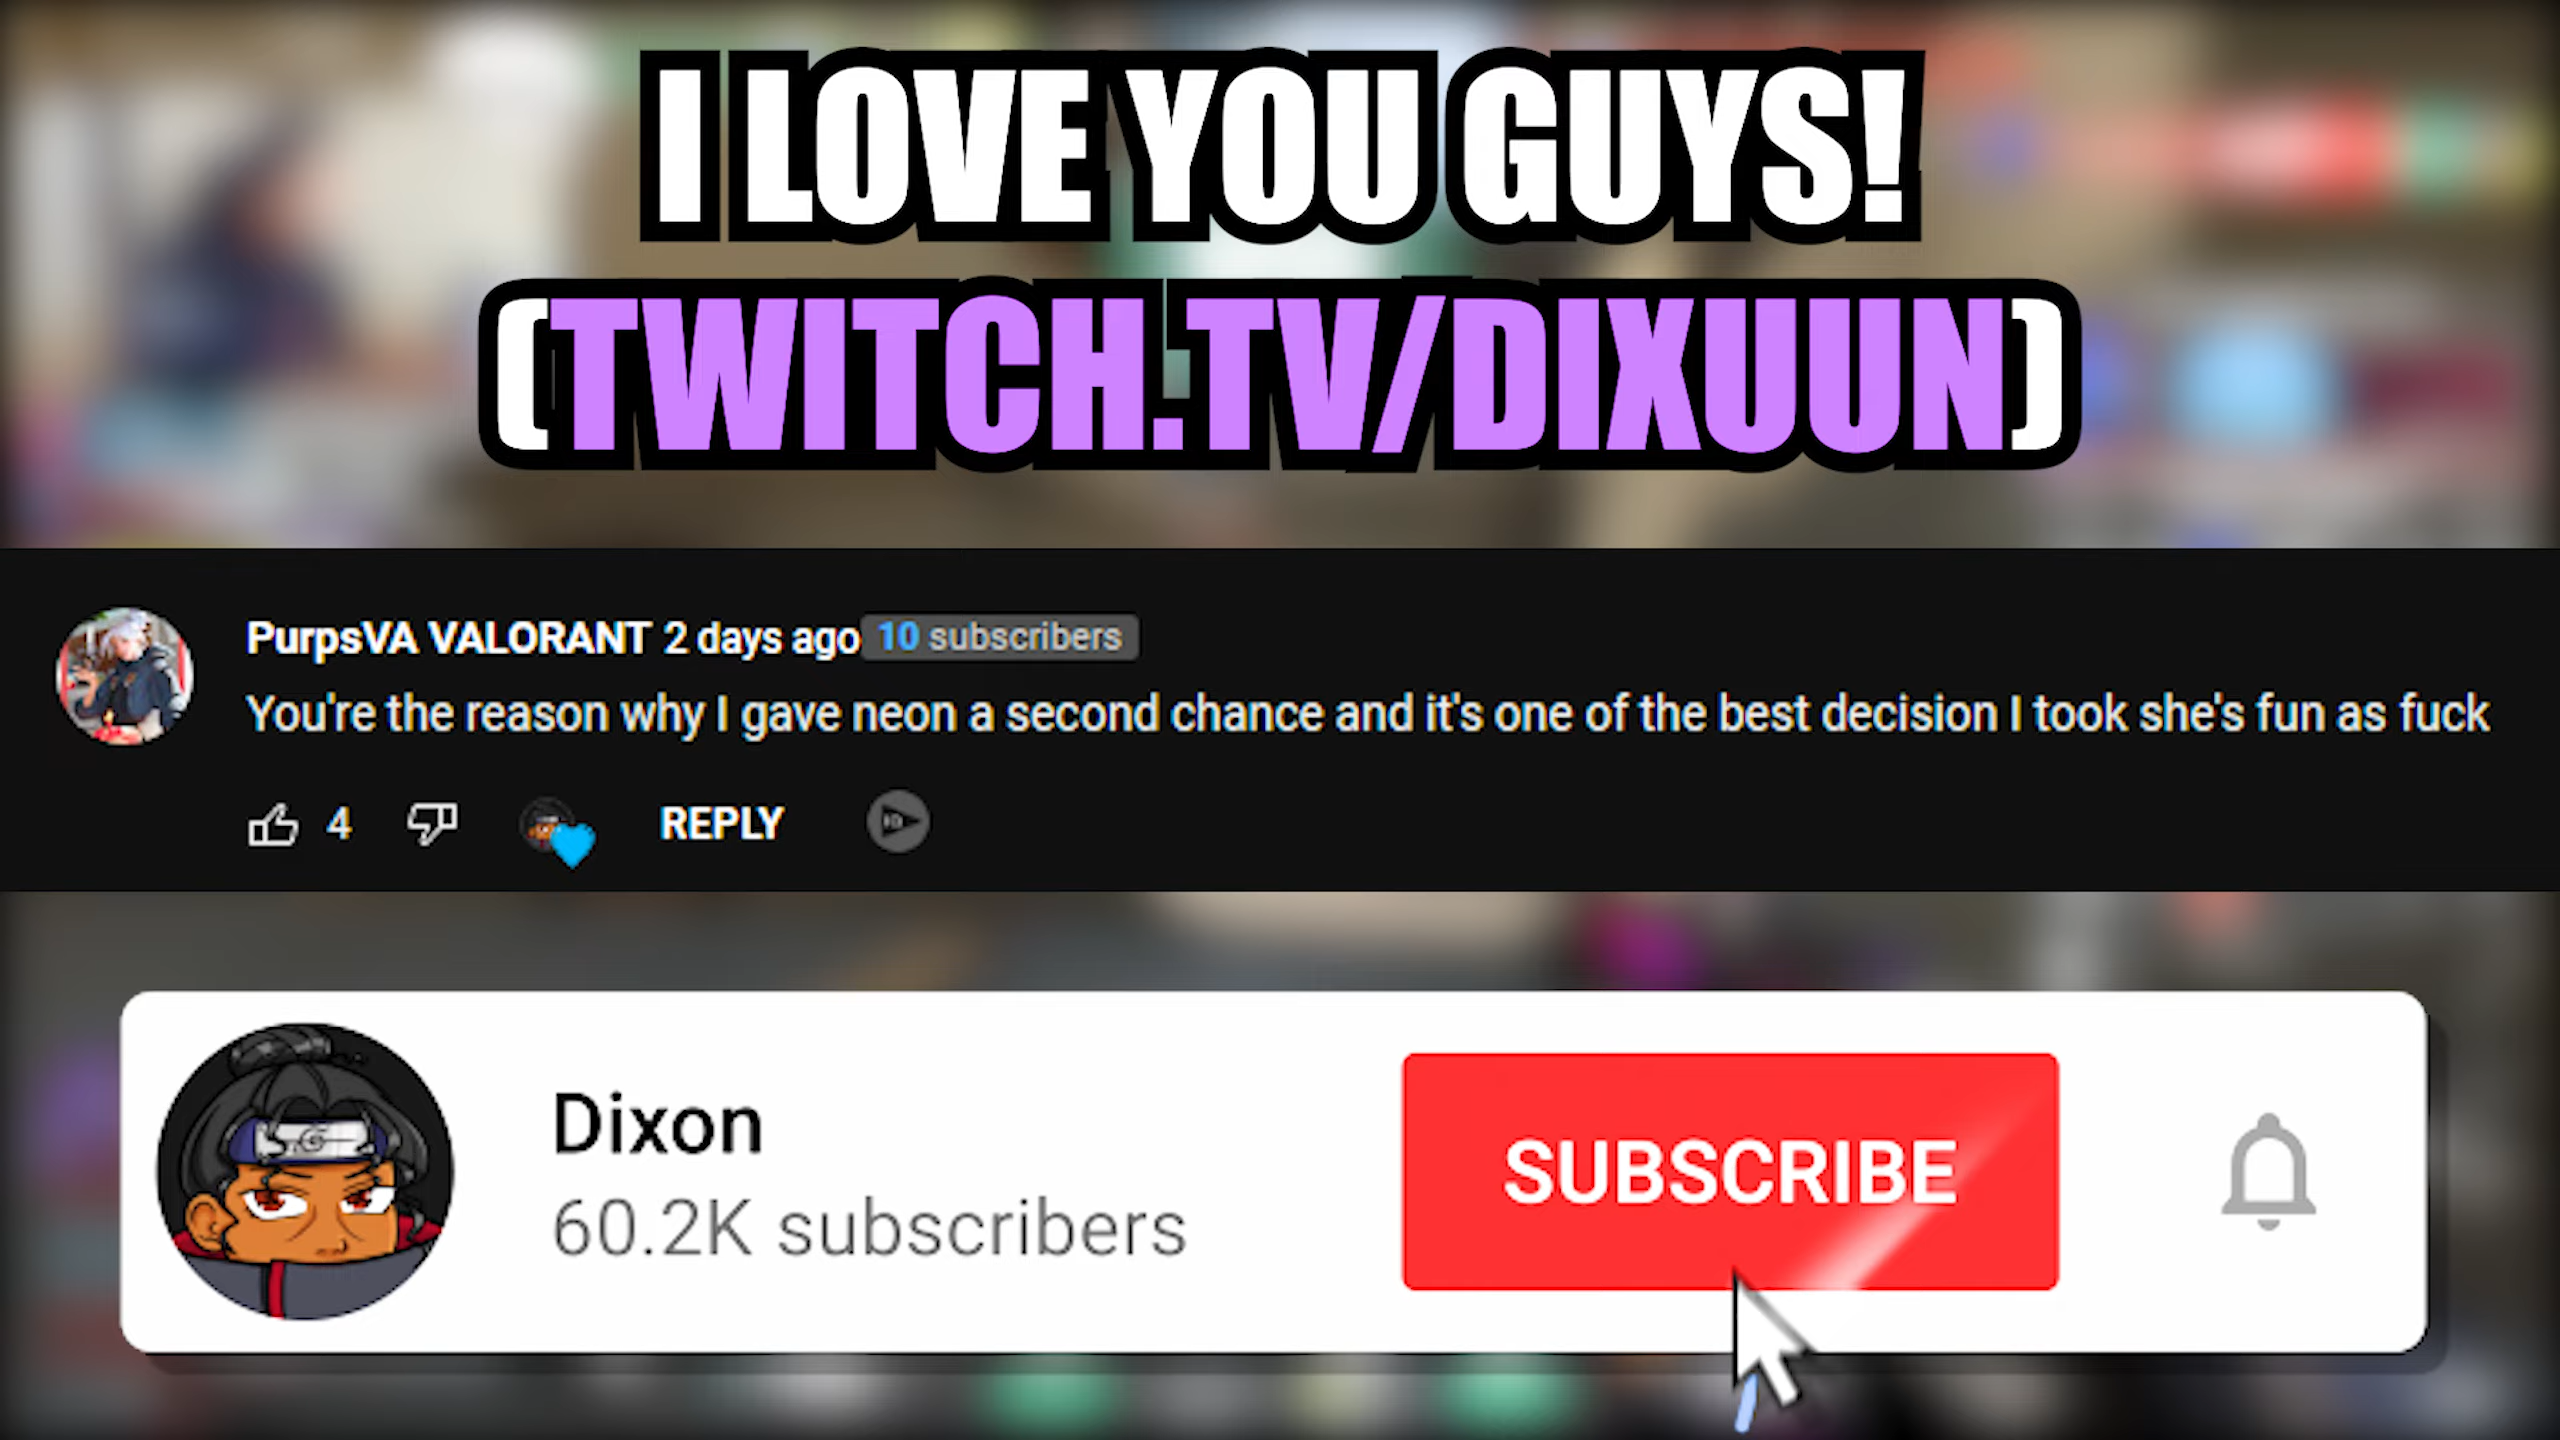 I LOVE YOU GUYS!
(TWITCH.TV/DIXUUN)
PurpsVA VALORANT 2 days ago 10 subscribers
You're the reason why I gave neon a second chance and it's one of the best decision I took she's fun as fuck
4 REPLY
Dixon
60.2K subscribers
SUBSCRIBE